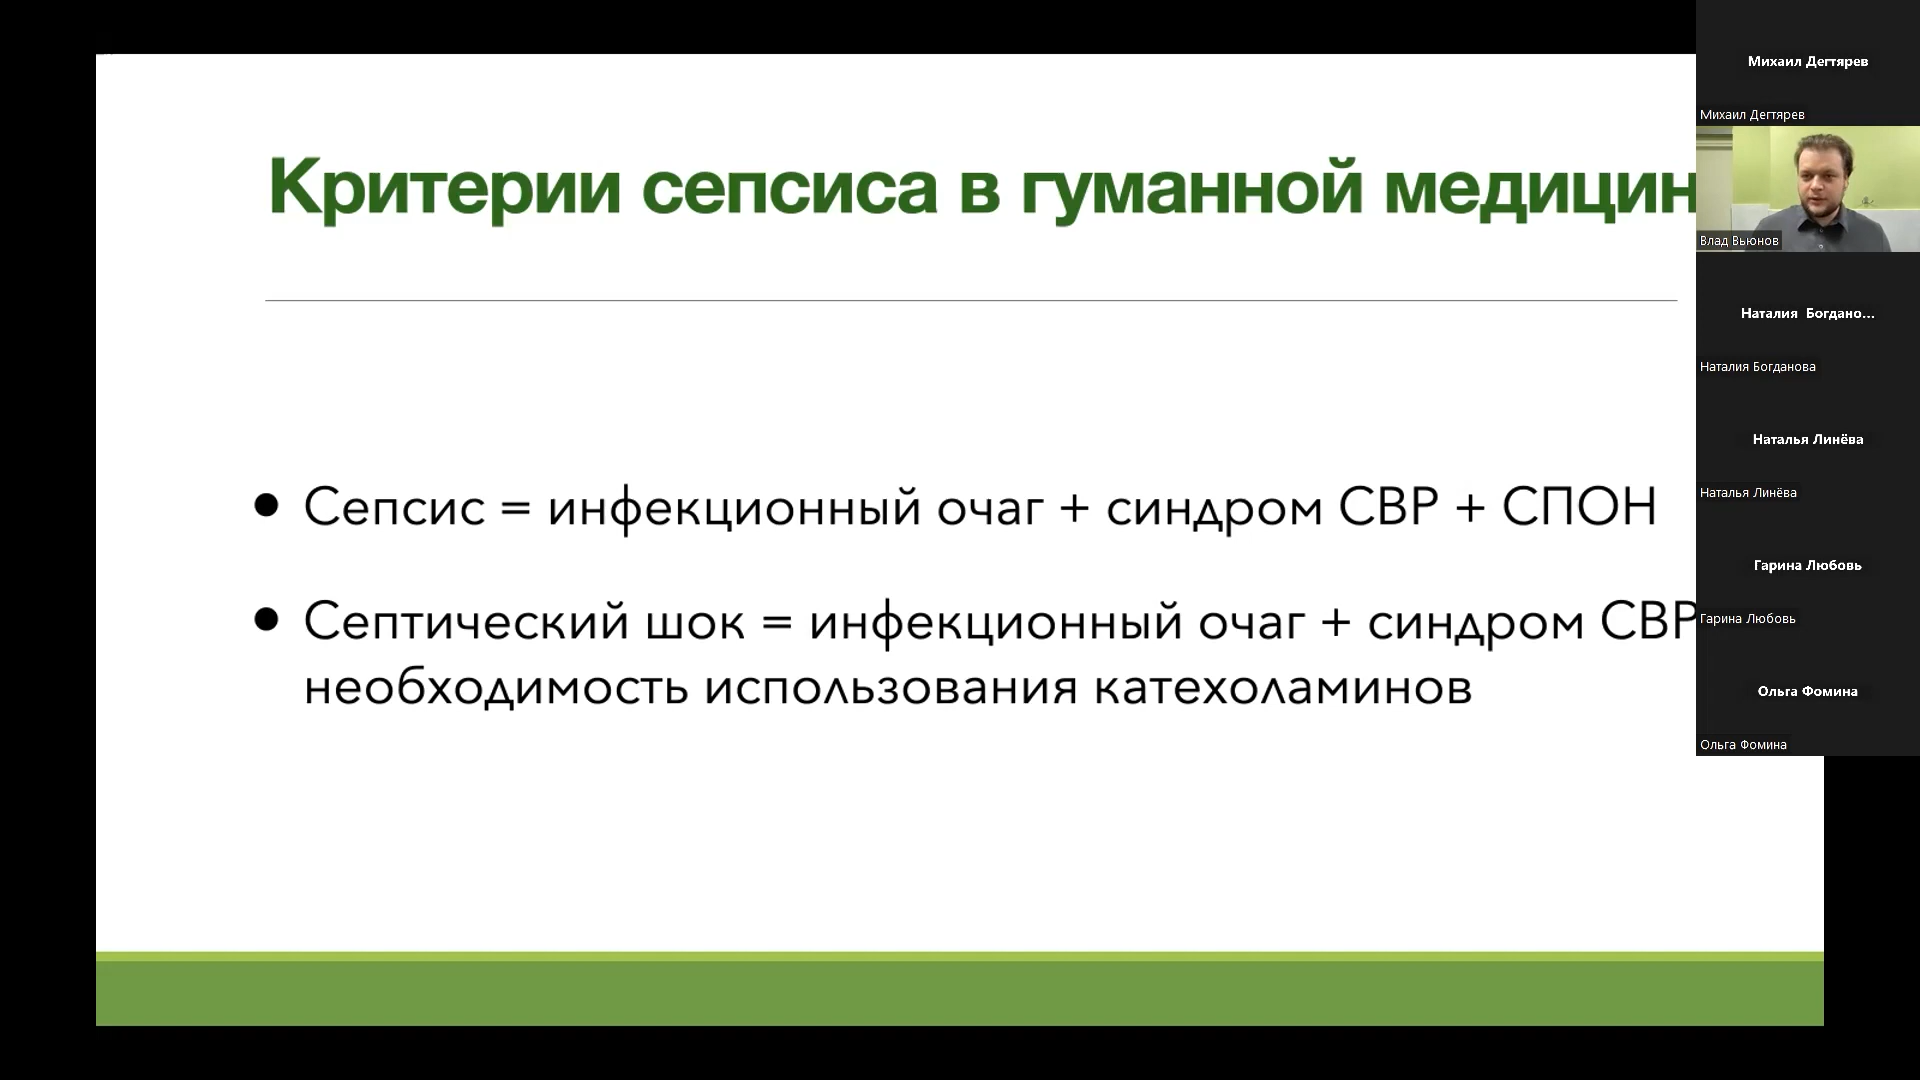 Критерии сепсиса в гуманной медицин
• Сепсис = инфекционный очаг + синдром СВР + СПОН
• Септический шок = инфекционный очаг + синдром СВР
необходимость использования катехоламинов
Михаил Дегтярев
Михаил Дегтярев
Влад Вьюнов
Наталия Богдано...
Наталия Богданова
Наталья Линёва
Наталья Линёва
Гарина Любовь
Гарина Любовь
Ольга Фомина
Ольга Фомина